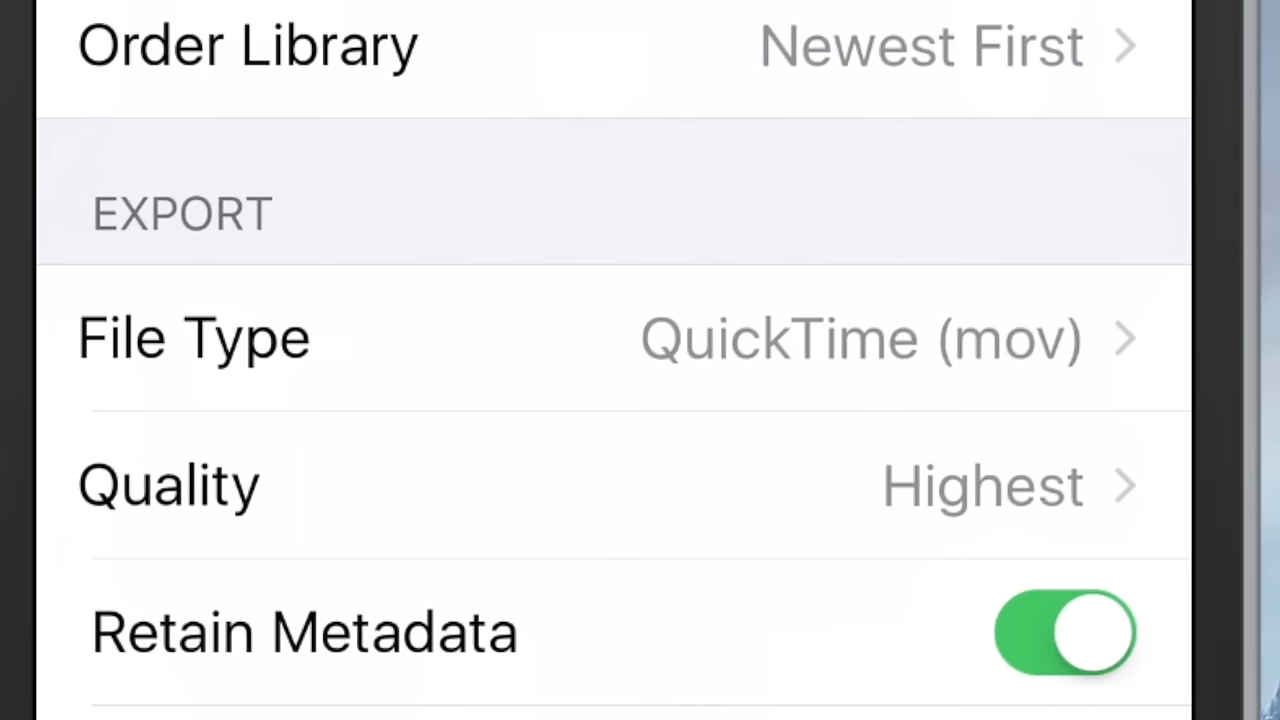 Order Library Newest First
EXPORT
File Type QuickTime (mov)
Quality Highest
Retain Metadata